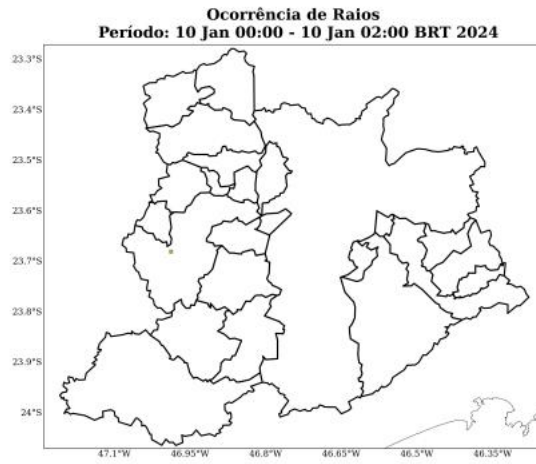 Ocorrência de Raios
Período: 10 Jan 00:00 - 10 Jan 02:00 BRT 2024
23.3°S
23.4°S
23.5°S
23.6°S
23.7°S
23.8°S
23.9°S
24°S
47.1°W 46.95°W 46.8°W 46.65°W 46.5°W 46.35°W